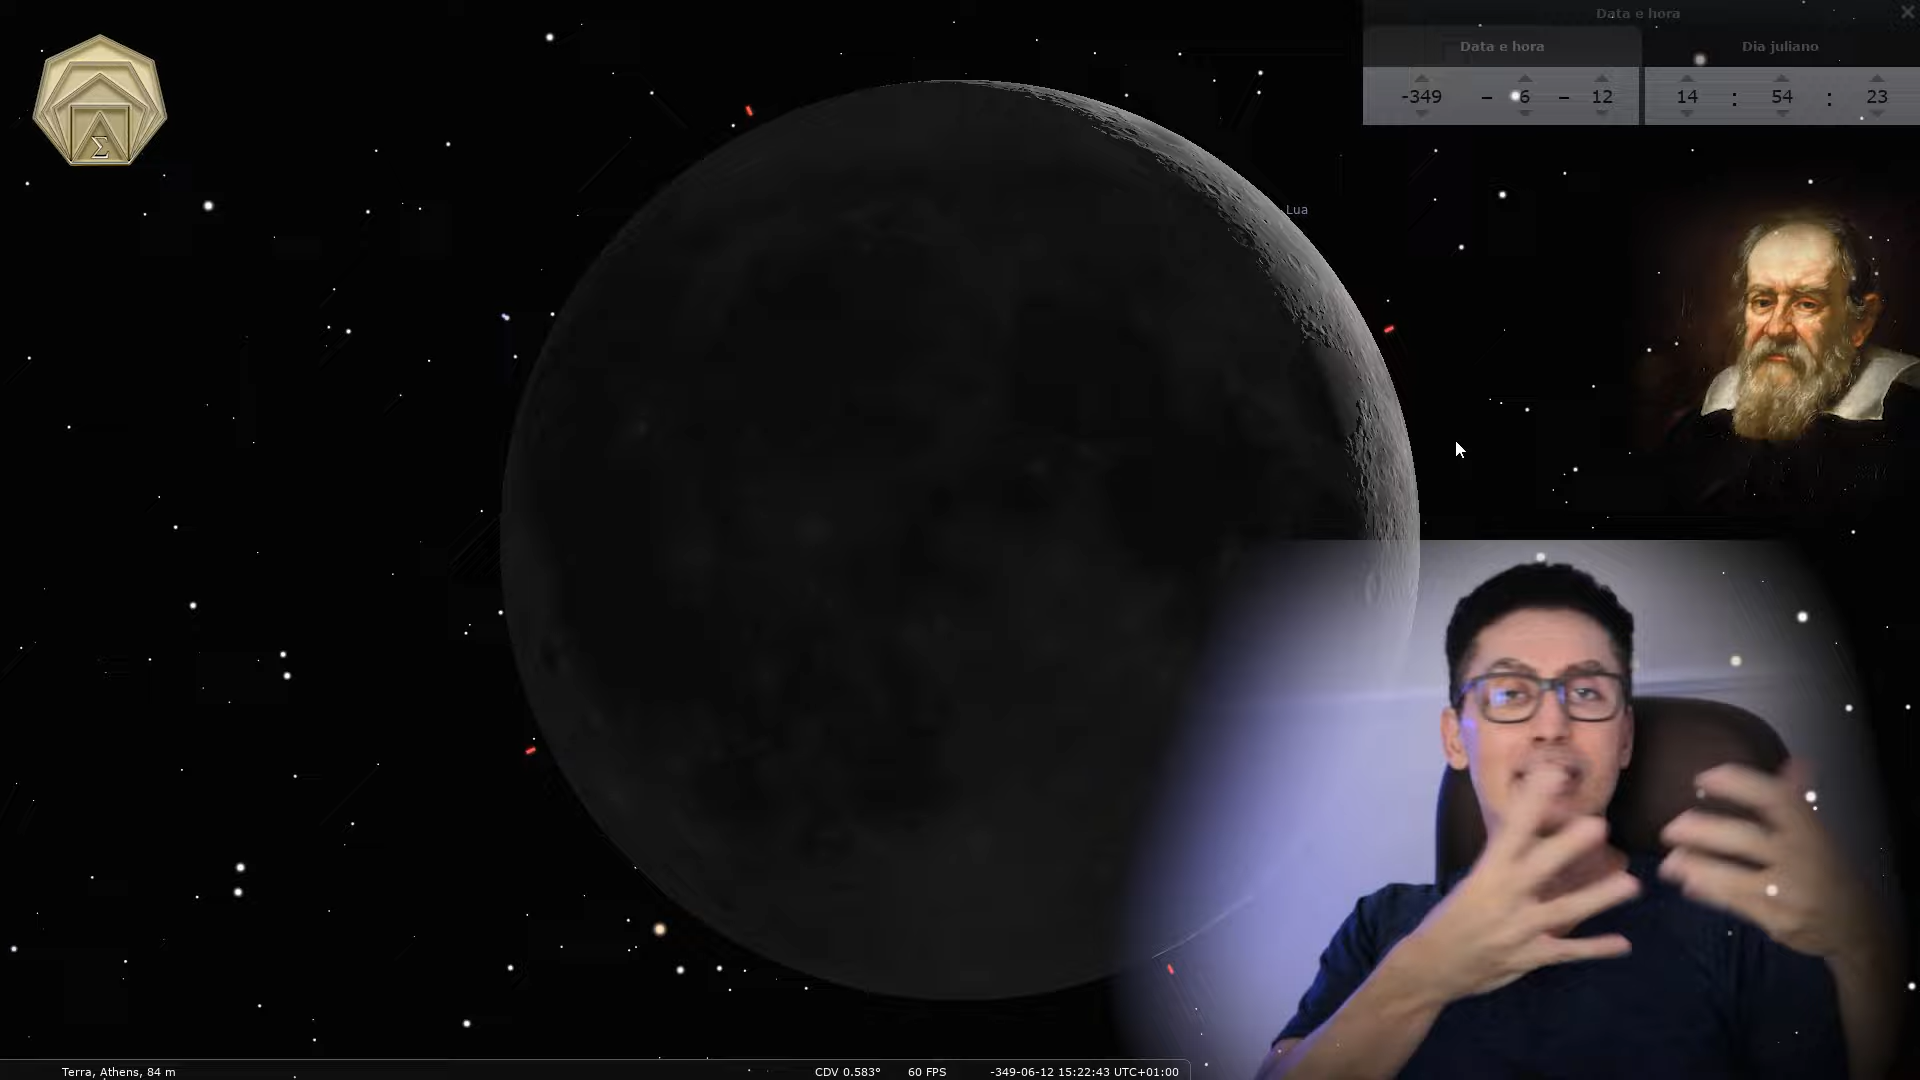 Data e hora
Data e hora
Dia juliano
-349 – 6 – 12
14 : 54 : 23
Σ
Lua
Terra, Athens, 84 m
CDV 0.583°
60 FPS
-349-06-12 15:22:43 UTC+01:00